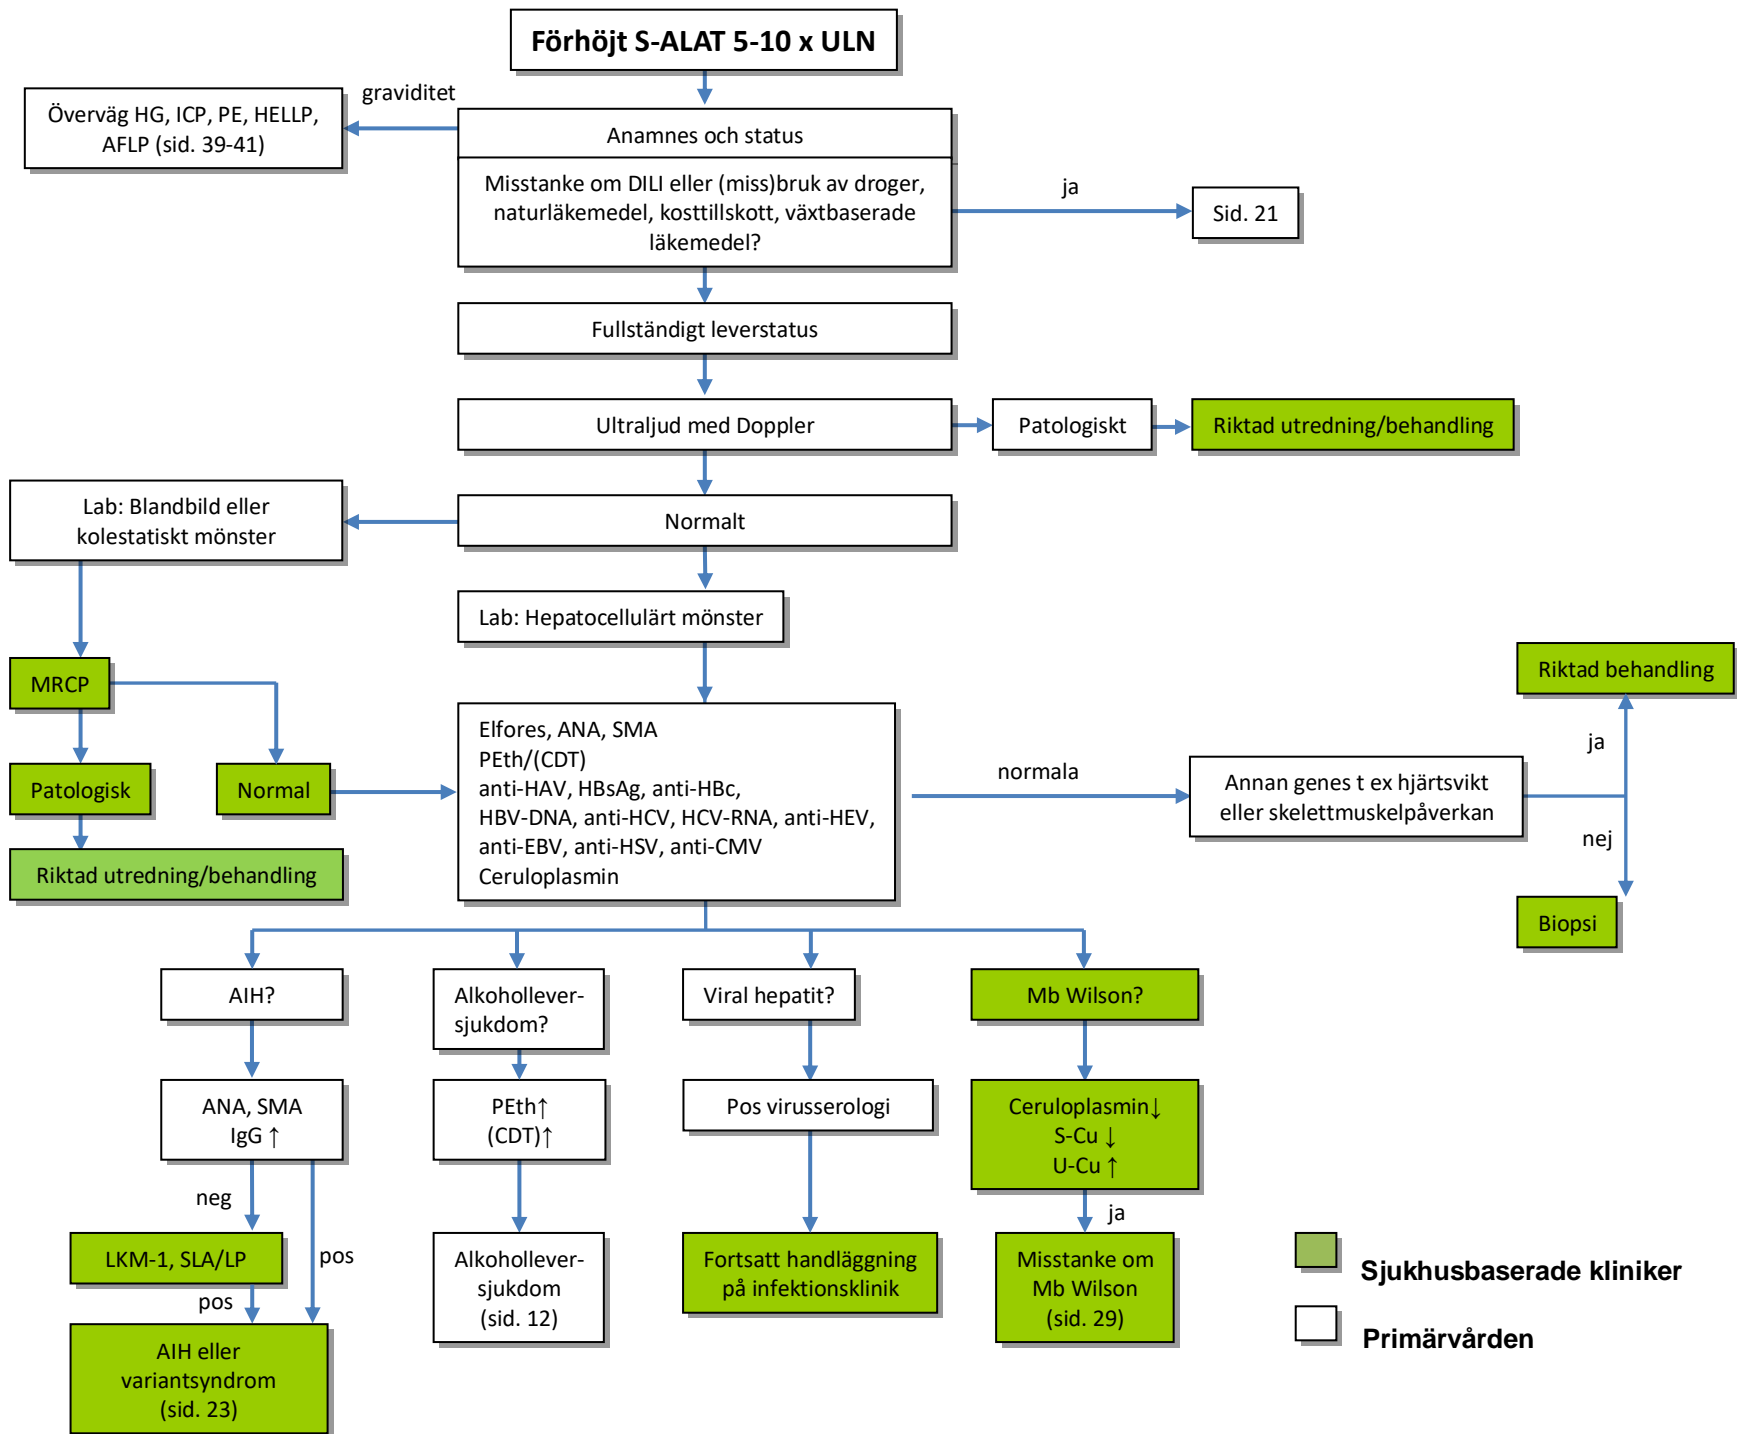 Förhöjt S-ALAT 5-10 x ULN
graviditet
Överväg HG, ICP, PE, HELLP,
AFLP (sid. 39-41)
Anamnes och status
Misstanke om DILI eller (miss)bruk av droger,
naturläkemedel, kosttillskott, växtbaserade
läkemedel?
ja
Sid. 21
Fullständigt leverstatus
Ultraljud med Doppler
Patologiskt
Riktad utredning/behandling
Lab: Blandbild eller
kolestatiskt mönster
Normalt
Lab: Hepatocellulärt mönster
MRCP
Patologisk
Normal
Riktad utredning/behandling
Elfores, ANA, SMA
PEth/(CDT)
anti-HAV, HBsAg, anti-HBc,
HBV-DNA, anti-HCV, HCV-RNA, anti-HEV,
anti-EBV, anti-HSV, anti-CMV
Ceruloplasmin
normala
Annan genes t ex hjärtsvikt
eller skelettmuskelpåverkan
Riktad behandling
ja
nej
Biopsi
AIH?
Alkohollever-
sjukdom?
Viral hepatit?
Mb Wilson?
ANA, SMA
IgG ↑
PEth↑
(CDT)↑
Pos virusserologi
Ceruloplasmin↓
S-Cu ↓
U-Cu ↑
neg
pos
ja
LKM-1, SLA/LP
pos
AIH eller
variantsyndrom
(sid. 23)
Alkohollever-
sjukdom
(sid. 12)
Fortsatt handläggning
på infektionsklinik
Misstanke om
Mb Wilson
(sid. 29)
Sjukhusbaserade kliniker
Primärvården